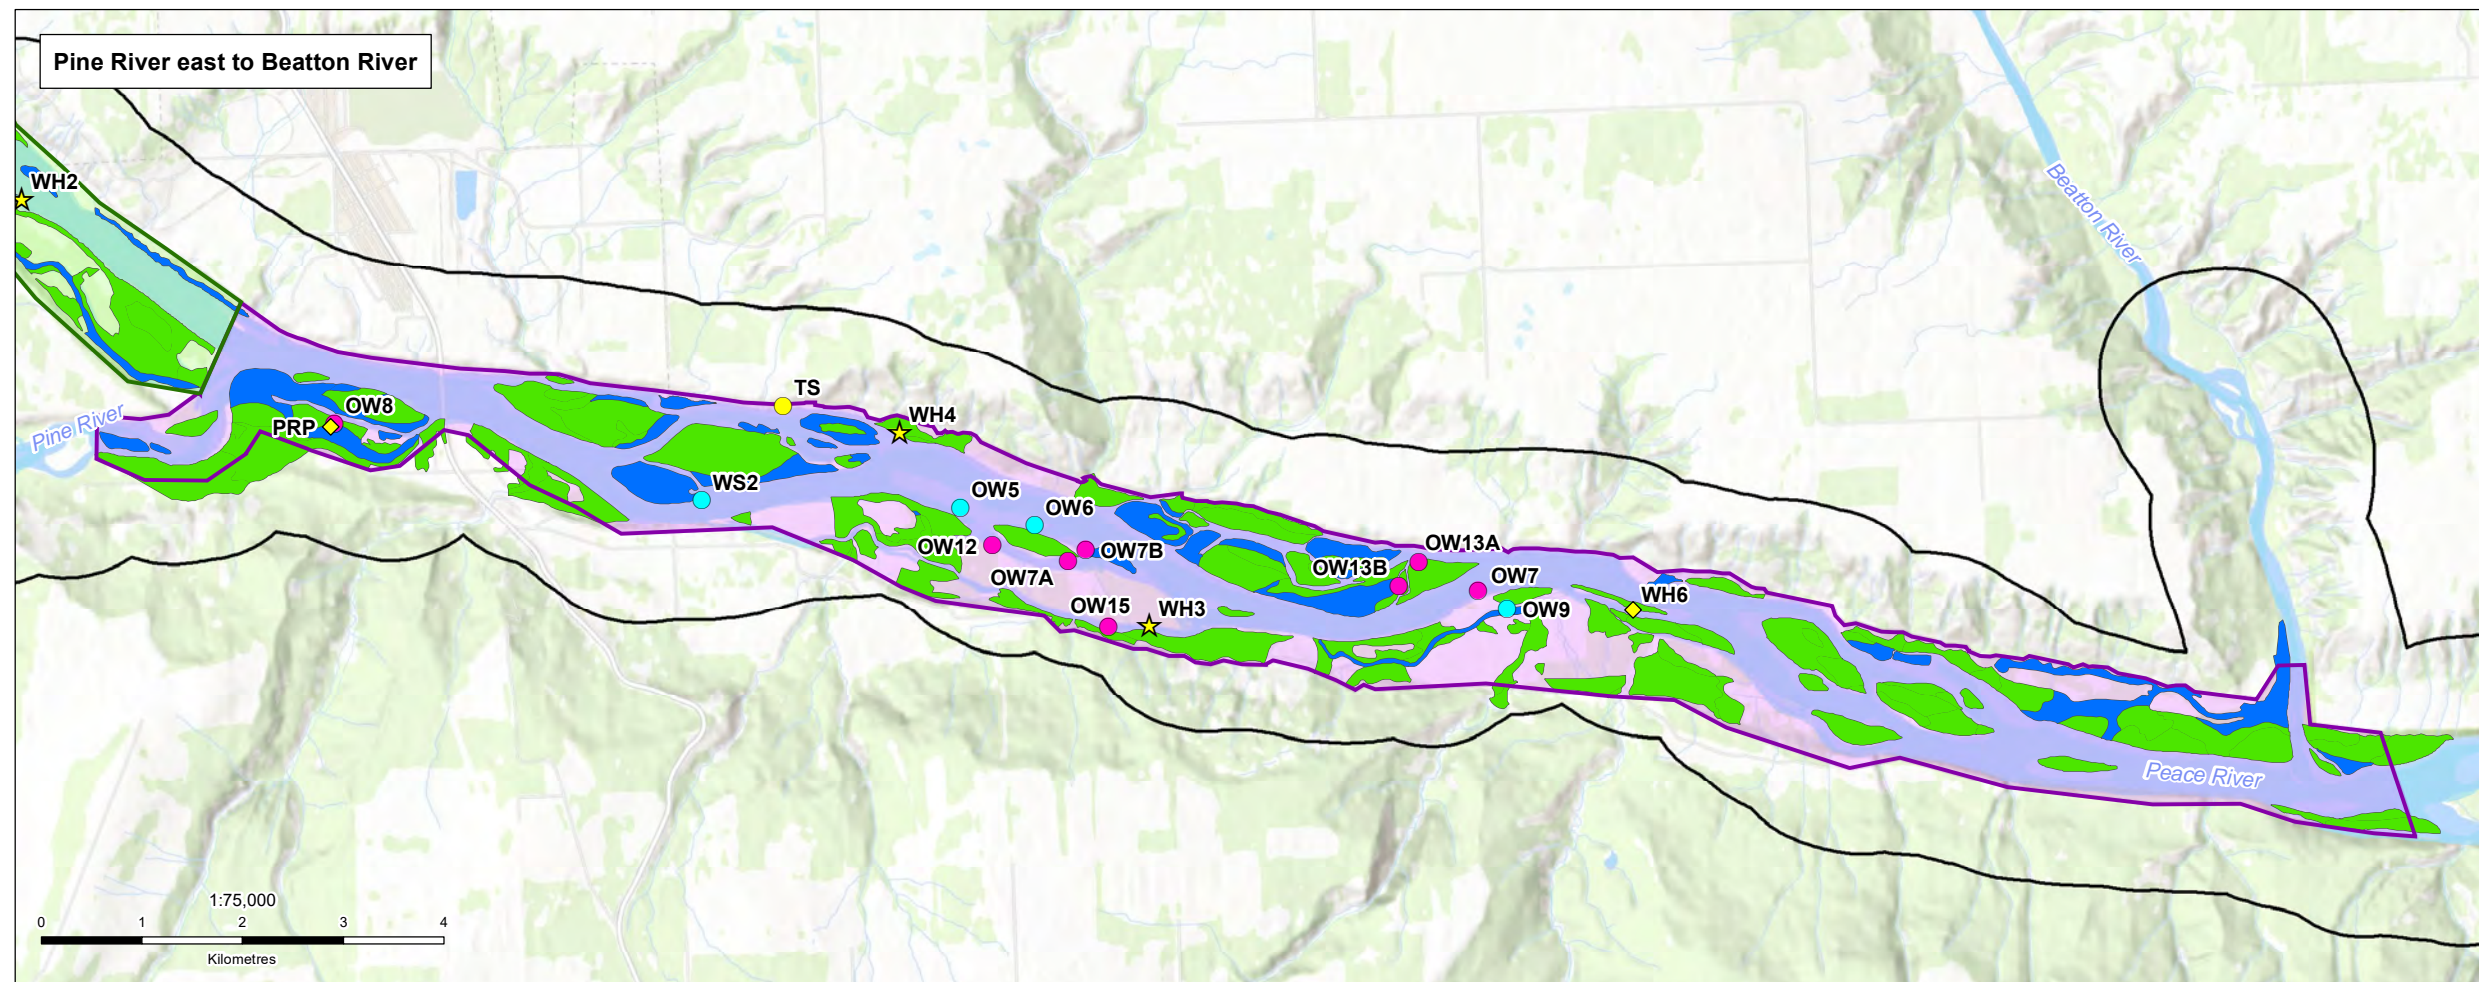 Pine River east to Beatton River
WH2
Beatton River
TS
OW8
WH4
PRP
Pine River
WS2
OW5
OW6
OW12
OW7B
OW13A
OW7A
OW13B
OW7
OW15
WH3
OW9
WH6
Peace River
1:75,000
0 1 2 3 4
Kilometres